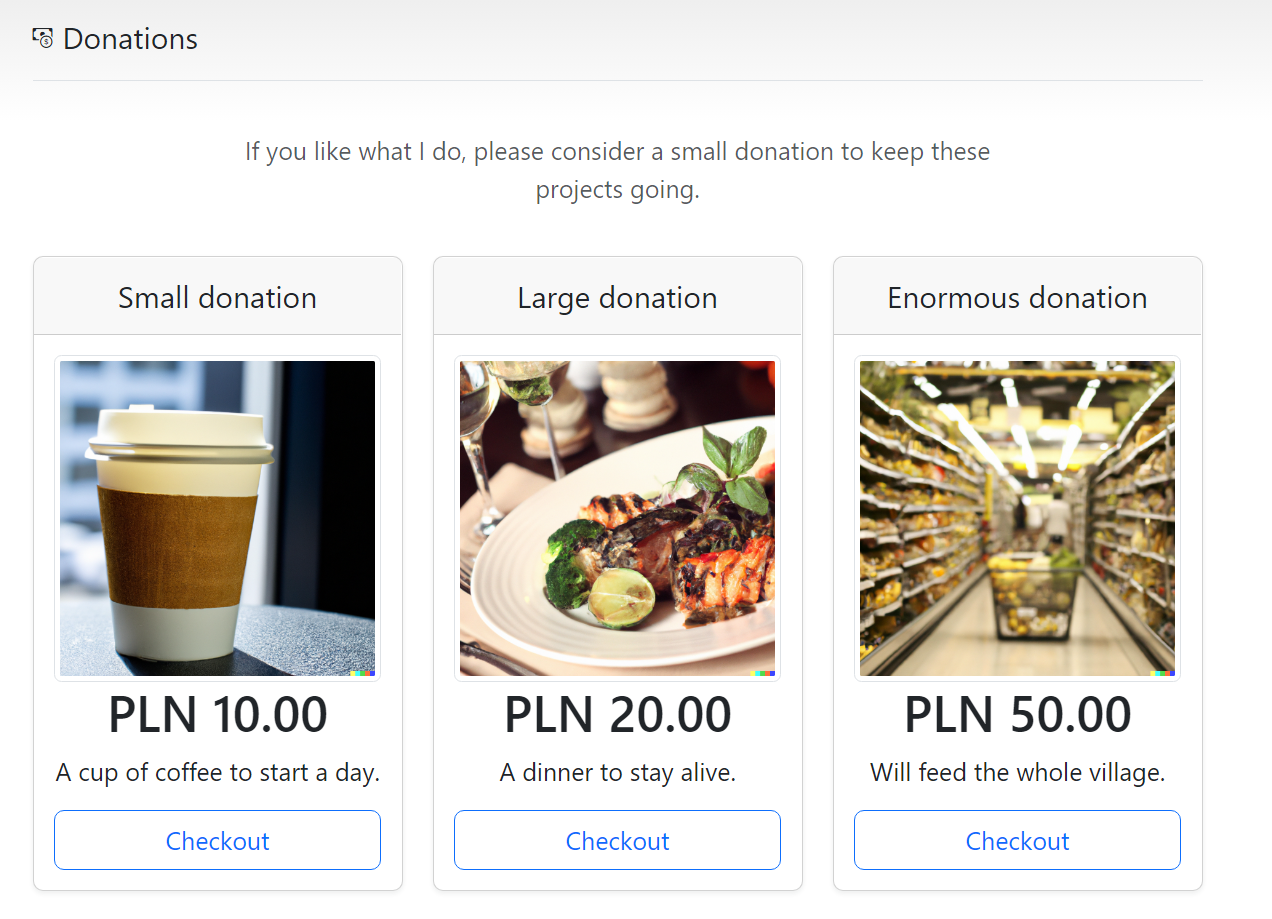 Donations
If you like what I do, please consider a small donation to keep these
projects going.
Small donation
Large donation
Enormous donation
PLN 10.00
PLN 20.00
PLN 50.00
A cup of coffee to start a day.
A dinner to stay alive.
Will feed the whole village.
Checkout
Checkout
Checkout